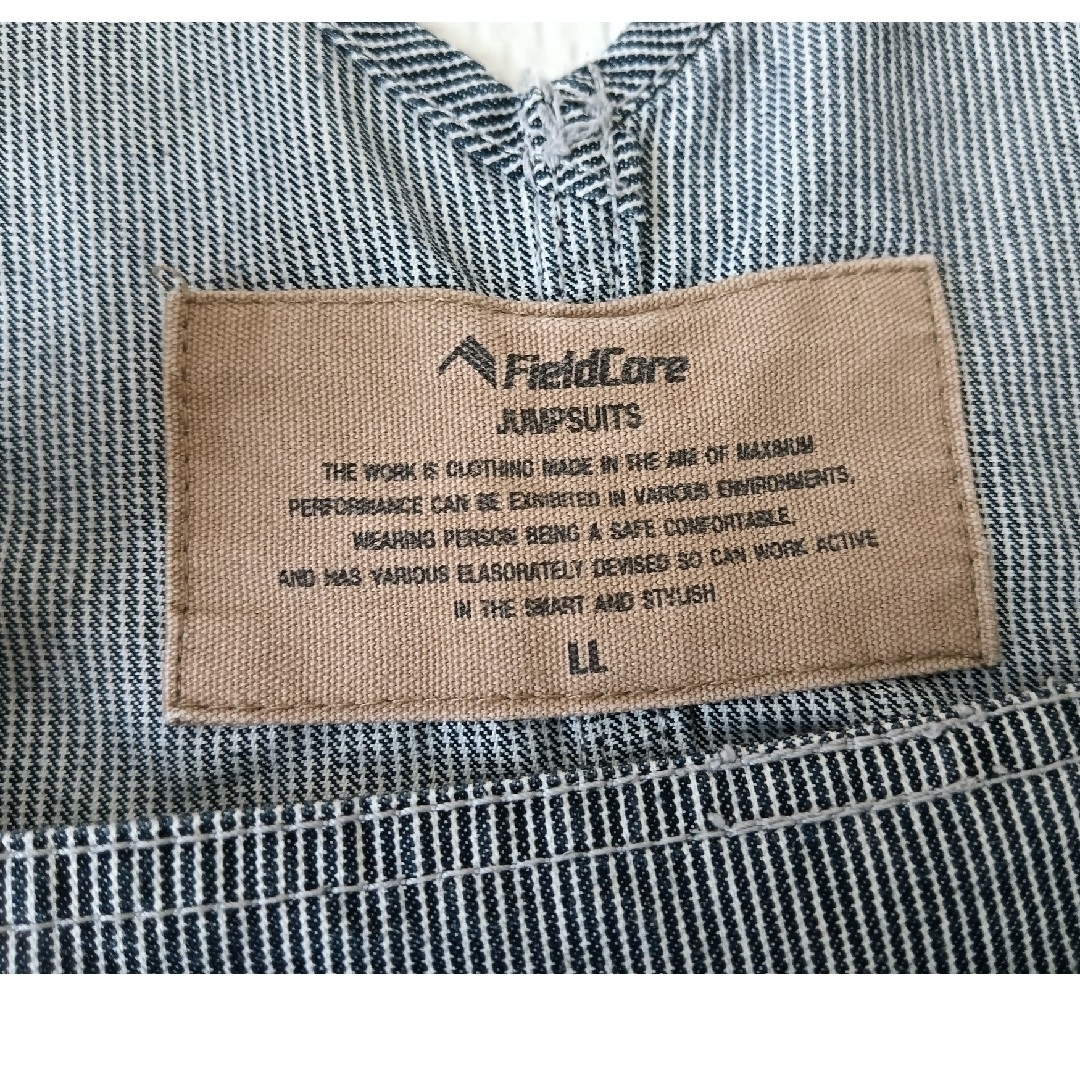 FieldCore
JUMPSUITS
THE WORK IS CLOTHING MADE IN THE AIM OF MAXIMUM
PERFORMANCE CAN BE EXHIBITED IN VARIOUS ENVIRONMENTS,
WEARING PERSON BEING A SAFE COMFORTABLE,
AND HAS VARIOUS ELASORATELY DEVISED SO CAN WORK ACTIVE
IN THE SMART AND STYLISH
LL